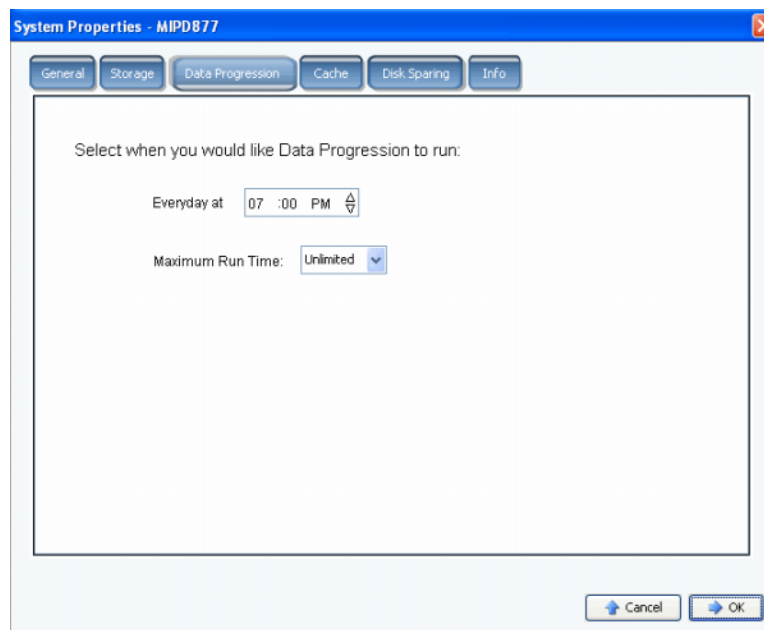 System Properties - MIPD877
General Storage Data Progression Cache Disk Sparing Info
Select when you would like Data Progression to run:
Everyday at 07 :00 PM
Maximum Run Time: Unlimited
Cancel OK